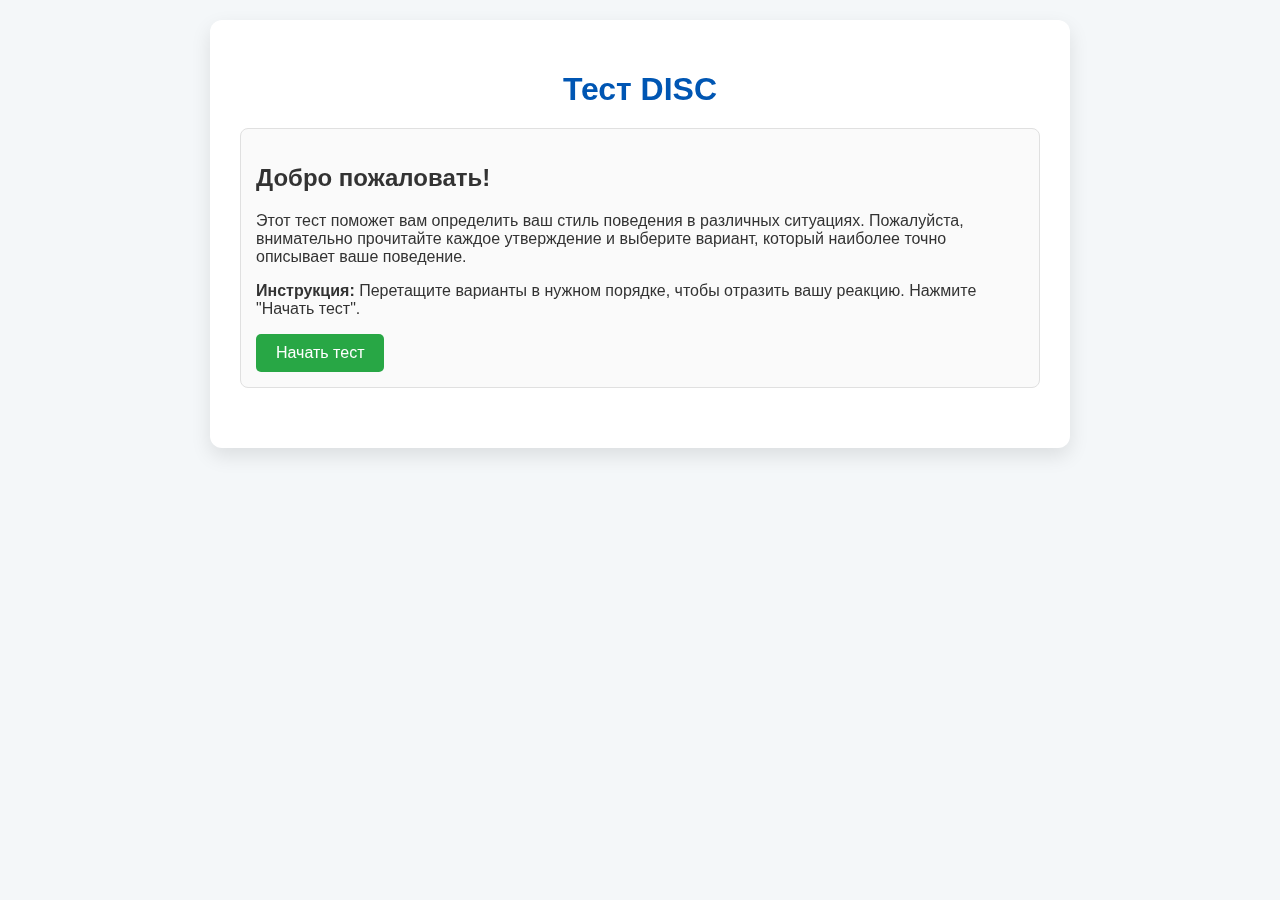 Тест DISC
Добро пожаловать!
Этот тест поможет вам определить ваш стиль поведения в различных ситуациях. Пожалуйста,
внимательно прочитайте каждое утверждение и выберите вариант, который наиболее точно
описывает ваше поведение.
Инструкция: Перетащите варианты в нужном порядке, чтобы отразить вашу реакцию. Нажмите
"Начать тест".
Начать тест